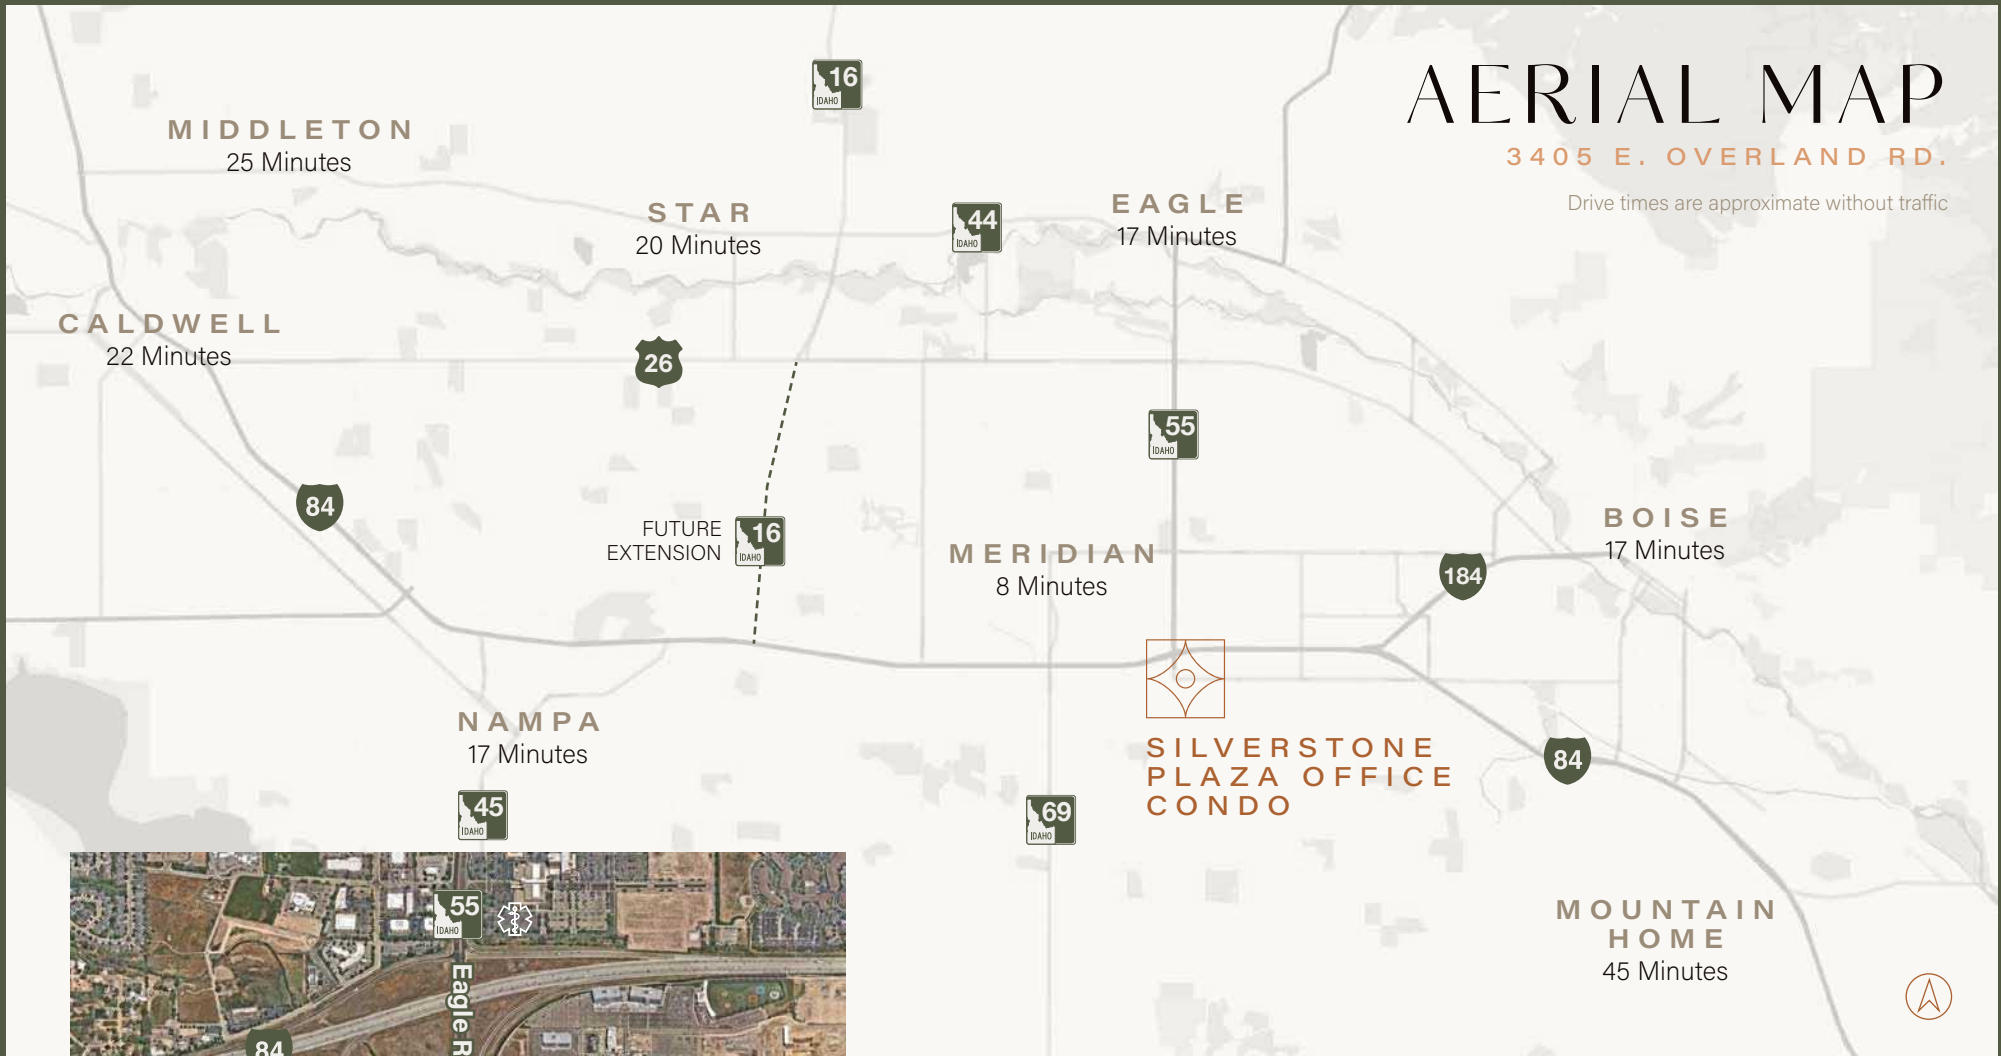 AERIAL MAP
3405 E. OVERLAND RD.
Drive times are approximate without traffic
16
IDAHO
MIDDLETON
25 Minutes
STAR
20 Minutes
44
IDAHO
EAGLE
17 Minutes
CALDWELL
22 Minutes
26
55
IDAHO
84
FUTURE
EXTENSION
16
IDAHO
MERIDIAN
8 Minutes
BOISE
17 Minutes
184
NAMPA
17 Minutes
SILVERSTONE
PLAZA OFFICE
CONDO
84
45
IDAHO
69
IDAHO
MOUNTAIN
HOME
45 Minutes
55
IDAHO
Eagle R
84